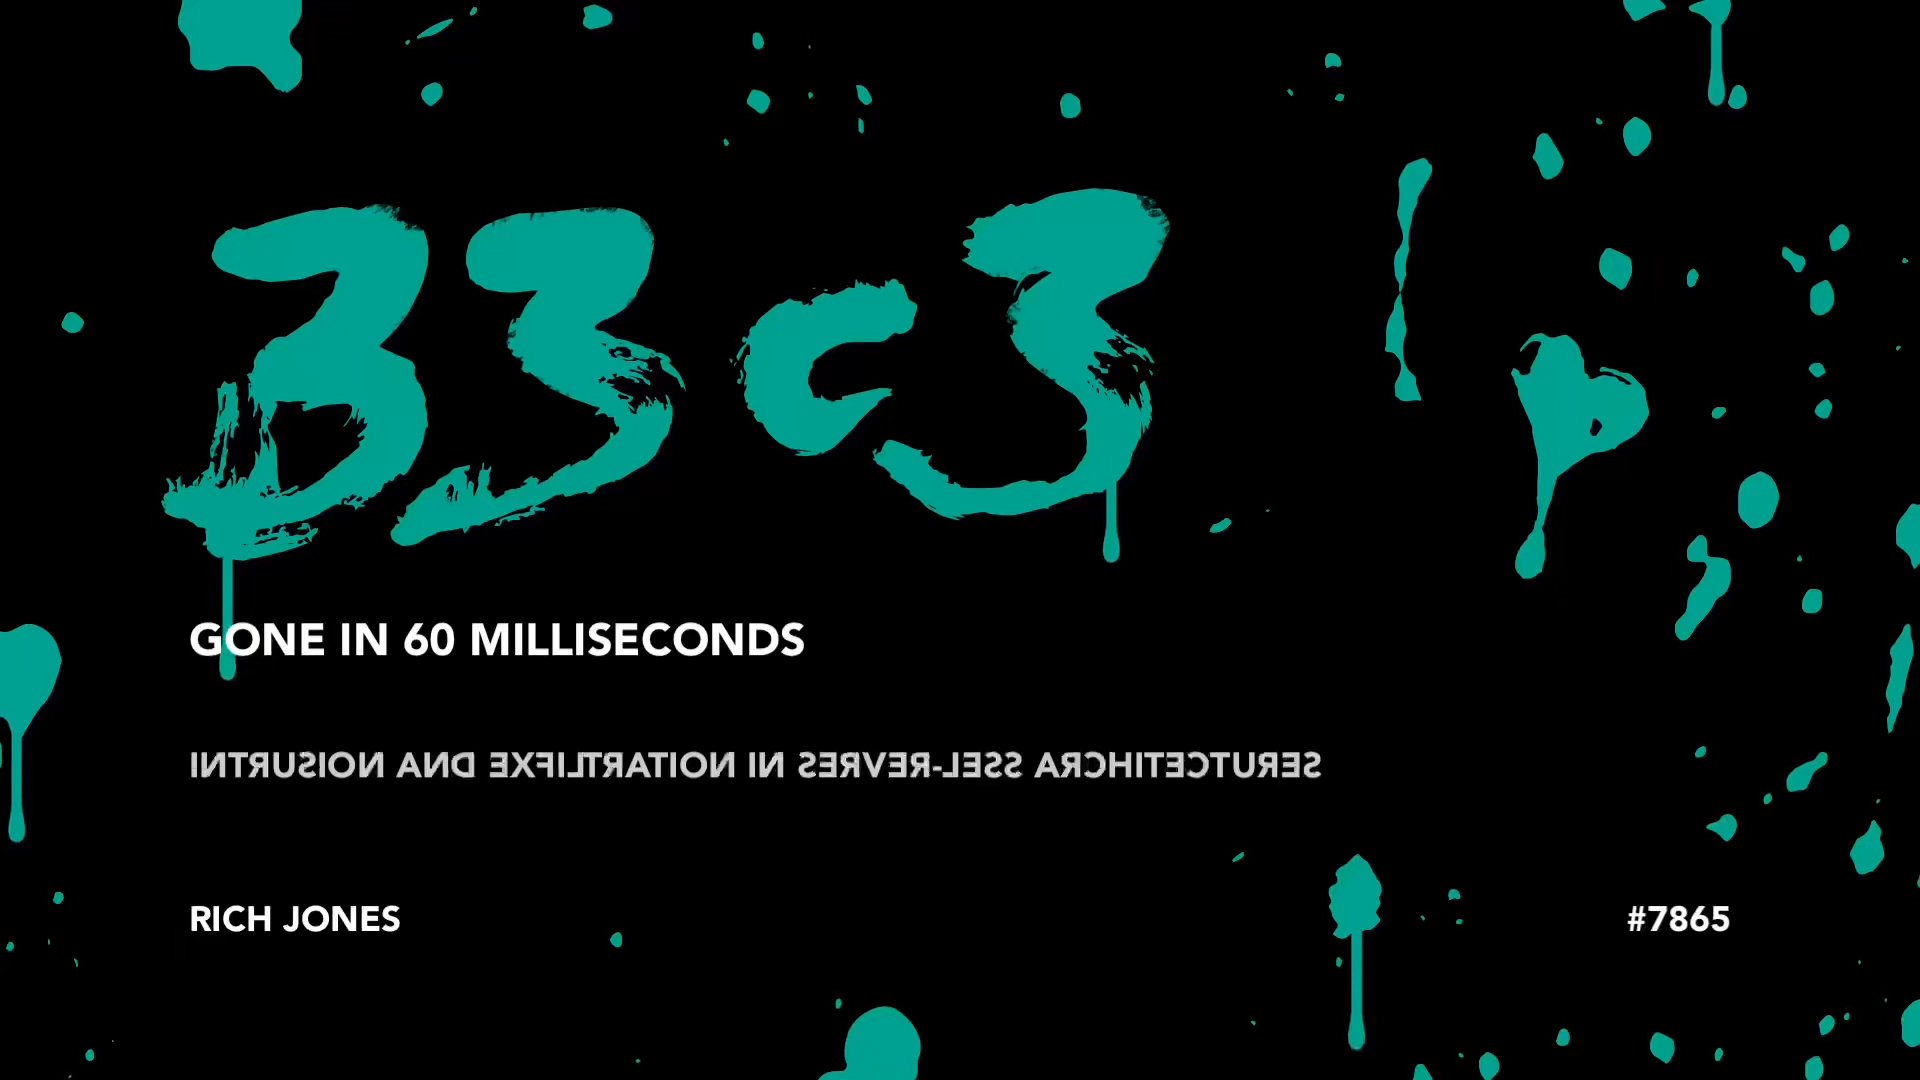 33c3
GONE IN 60 MILLISECONDS
INTRUSION AND EXFILTRATION IN SERVER-LESS ARCHITECTURES
RICH JONES
#7865